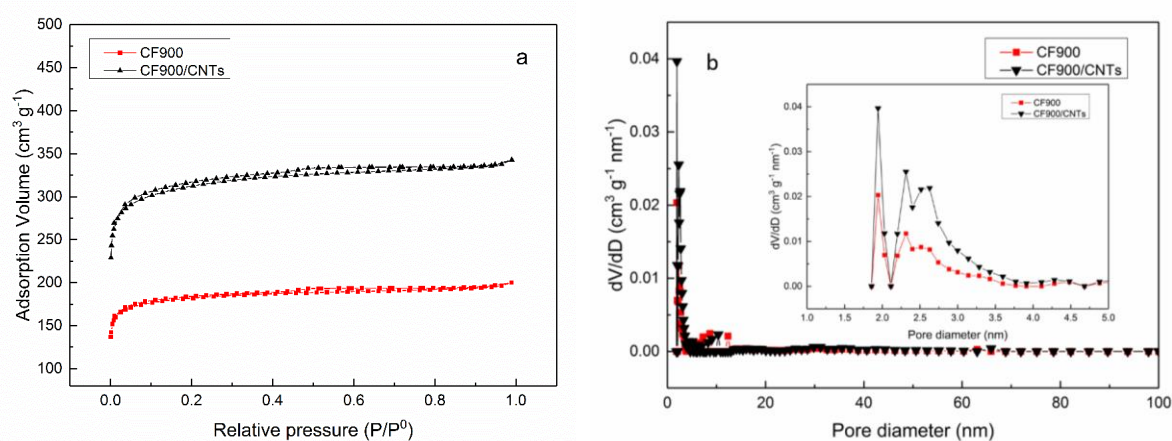 a
CF900
CF900/CNTs
500
450
400
350
300
250
200
150
100
0.0 0.2 0.4 0.6 0.8 1.0
Adsorption Volume (cm³ g⁻¹)
Relative pressure (P/P⁰)
b
CF900
CF900/CNTs
0.04
0.03
0.02
0.01
0.00
0 20 40 60 80 100
dV/dD (cm³ g⁻¹ nm⁻¹)
Pore diameter (nm)
CF900
CF900/CNTs
0.04
0.03
0.02
0.01
0.00
1.0 1.5 2.0 2.5 3.0 3.5 4.0 4.5 5.0
dV/dD (cm³ g⁻¹ nm⁻¹)
Pore diameter (nm)